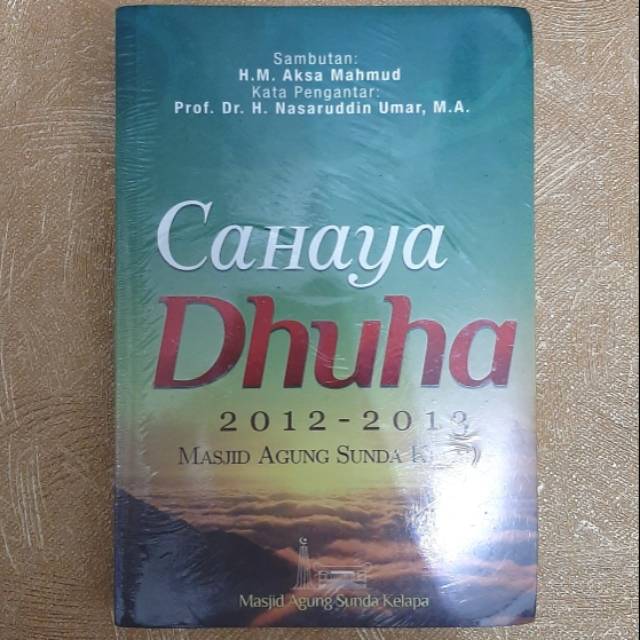 Sambutan:
H.M. Aksa Mahmud
Kata Pengantar:
Prof. Dr. H. Nasaruddin Umar, M.A.
Cahaya
Dhuha
2012-2013
Masjid Agung Sunda
Masjid Agung Sunda Kelapa